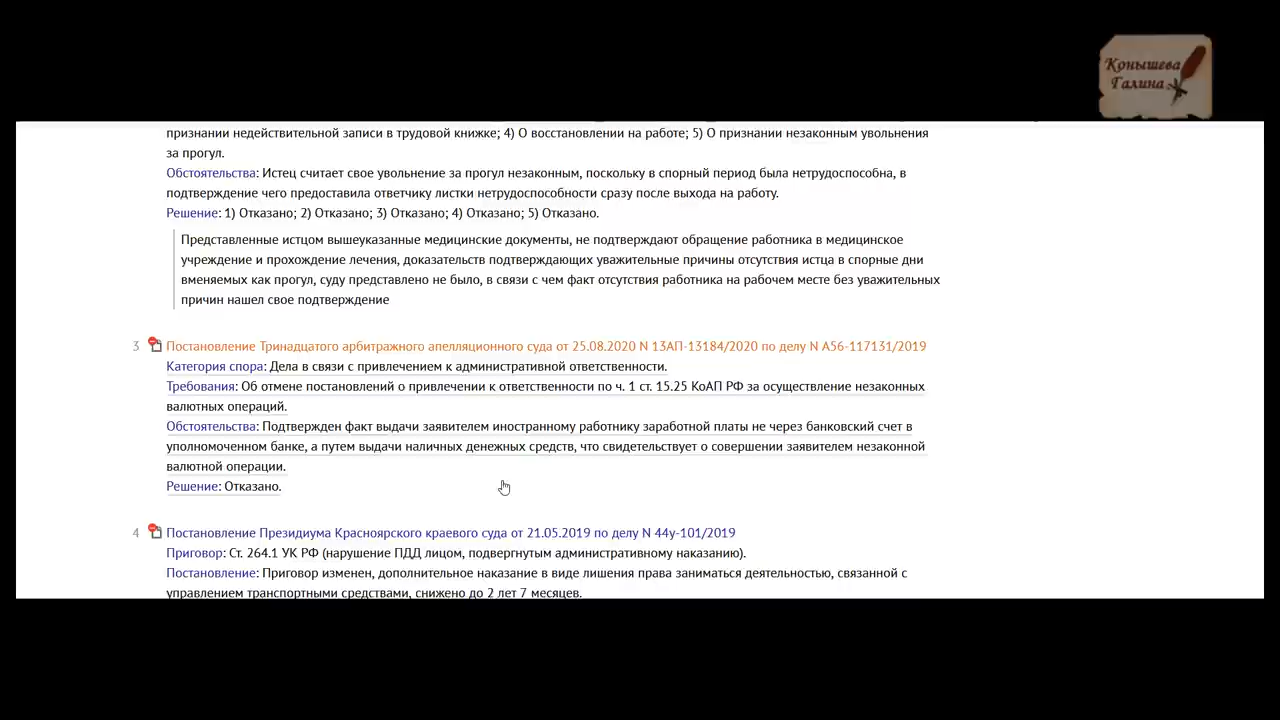 Конышева
Галина
признании недействительной записи в трудовой книжке; 4) О восстановлении на работе; 5) О признании незаконным увольнения
за прогул.
Обстоятельства: Истец считает свое увольнение за прогул незаконным, поскольку в спорный период была нетрудоспособна, в
подтверждение чего предоставила ответчику листки нетрудоспособности сразу после выхода на работу.
Решение: 1) Отказано; 2) Отказано; 3) Отказано; 4) Отказано; 5) Отказано.
Представленные истцом вышеуказанные медицинские документы, не подтверждают обращение работника в медицинское
учреждение и прохождение лечения, доказательств подтверждающих уважительные причины отсутствия истца в спорные дни
вменяемых как прогул, суду представлено не было, в связи с чем факт отсутствия работника на рабочем месте без уважительных
причин нашел свое подтверждение
3 Постановление Тринадцатого арбитражного апелляционного суда от 25.08.2020 N 13АП-13184/2020 по делу N А56-117131/2019
Категория спора: Дела в связи с привлечением к административной ответственности.
Требования: Об отмене постановлений о привлечении к ответственности по ч. 1 ст. 15.25 КоАП РФ за осуществление незаконных
валютных операций.
Обстоятельства: Подтвержден факт выдачи заявителем иностранному работнику заработной платы не через банковский счет в
уполномоченном банке, а путем выдачи наличных денежных средств, что свидетельствует о совершении заявителем незаконной
валютной операции.
Решение: Отказано.
4 Постановление Президиума Красноярского краевого суда от 21.05.2019 по делу N 44у-101/2019
Приговор: Ст. 264.1 УК РФ (нарушение ПДД лицом, подвергнутым административному наказанию).
Постановление: Приговор изменен, дополнительное наказание в виде лишения права заниматься деятельностью, связанной с
управлением транспортными средствами, снижено до 2 лет 7 месяцев.